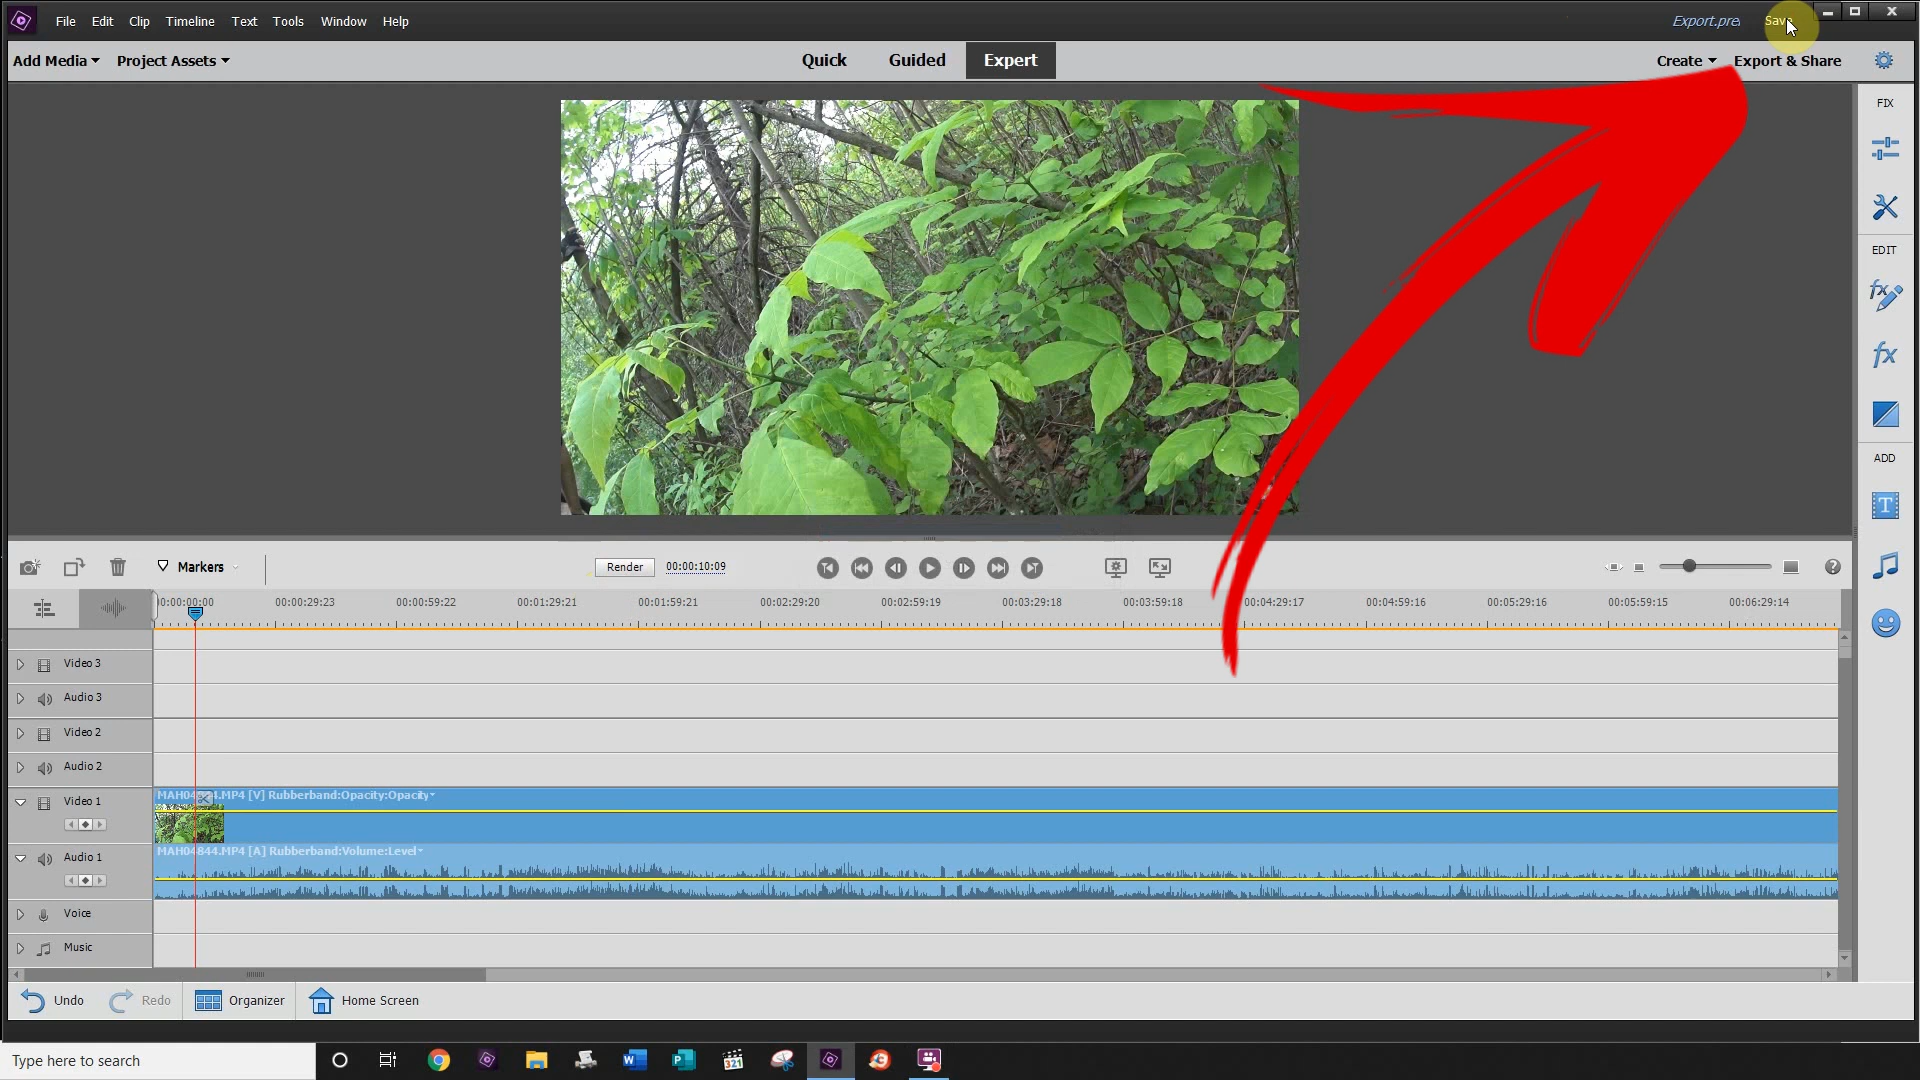 File Edit Clip Timeline Text Tools Window Help
Export.pre Save
Add Media Project Assets
Quick Guided Expert
Create Export & Share
FIX
EDIT
fx
fx
ADD
T
Markers
Render 00:00:10:09
00:00:00:00 00:00:29:23 00:00:59:22 00:01:29:21 00:01:59:21 00:02:29:20 00:02:59:19 00:03:29:18 00:03:59:18 00:04:29:17 00:04:59:16 00:05:29:16 00:05:59:15 00:06:29:14
Video 3
Audio 3
Video 2
Audio 2
MAH04844.MP4 [V] Rubberband:Opacity:Opacity
Video 1
MAH04844.MP4 [A] Rubberband:Volume:Level
Audio 1
Voice
Music
Undo Redo Organizer Home Screen
Type here to search
321